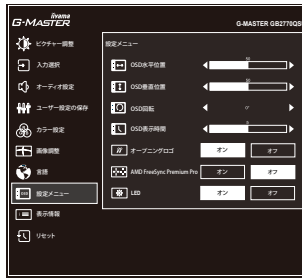 iiyama
G-MASTER
G-MASTER GB2770QS
ピクチャー調整
入力選択
オーディオ設定
ユーザー設定の保存
カラー設定
画像調整
言語
OSD 設定メニュー
表示情報
リセット
設定メニュー
OSD水平位置 50
OSD垂直位置 50
OSD回転 0°
OSD表示時間
オープニングロゴ オン オフ
AMD FreeSync Premium Pro オン オフ
LED オン オフ